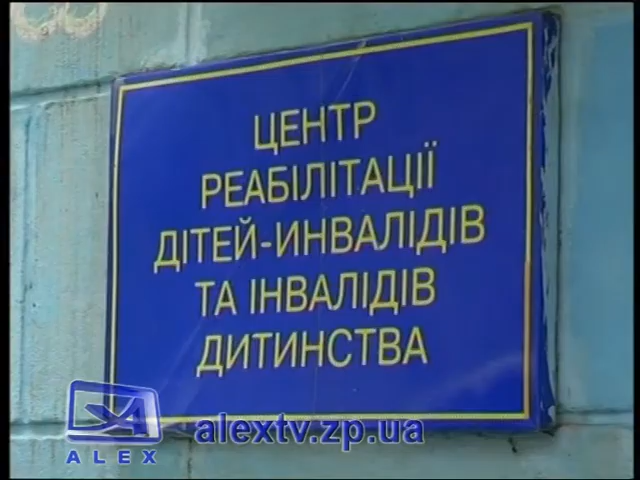 ЦЕНТР
РЕАБІЛІТАЦІЇ
ДІТЕЙ-ИНВАЛІДІВ
ТА ІНВАЛІДІВ
ДИТИНСТВА
alextv.zp.ua
ALEX